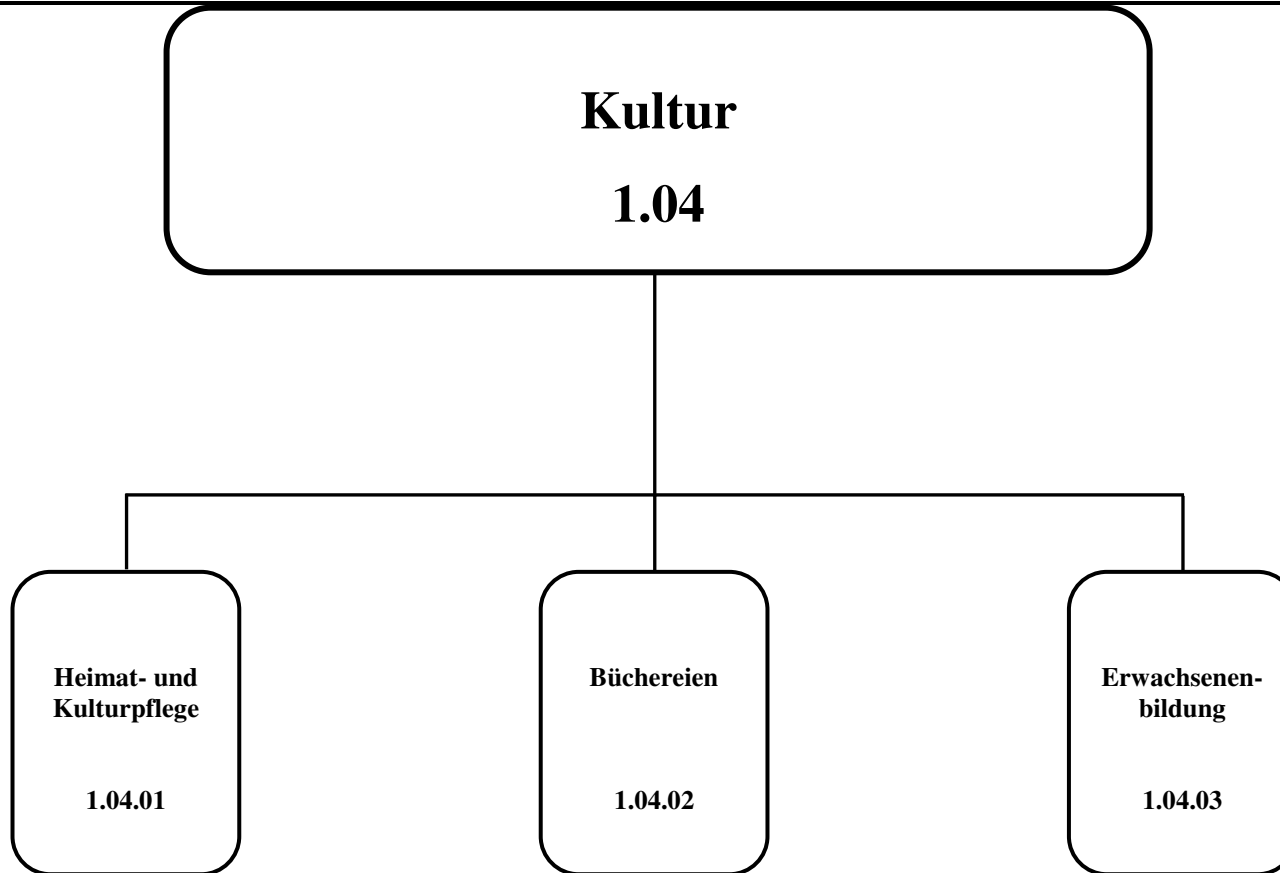 Kultur
1.04
Heimat- und
Kulturpflege
1.04.01
Büchereien
1.04.02
Erwachsenen-
bildung
1.04.03